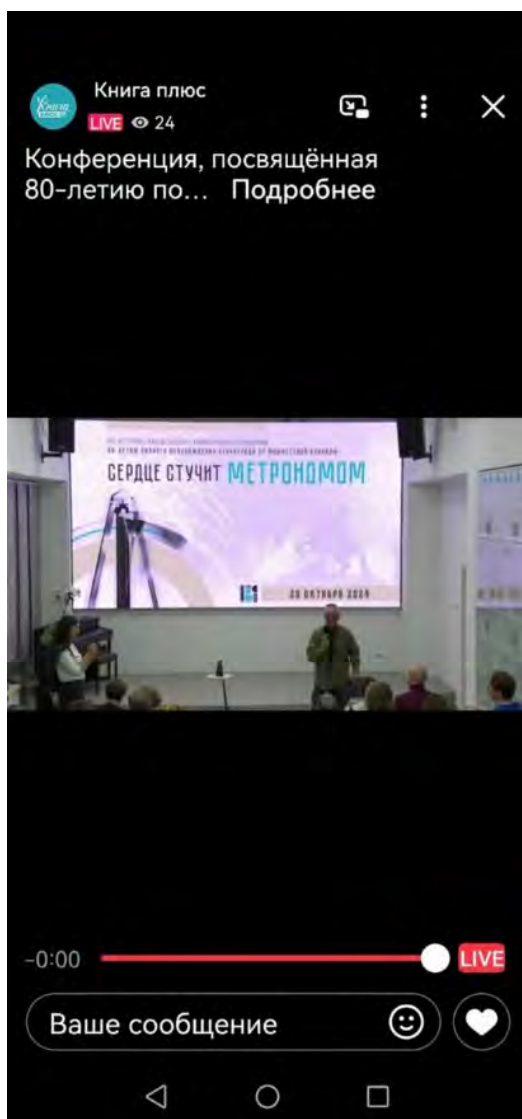 Книга плюс
Книга
LIVE 24
Конференция, посвящённая
80-летию по... Подробнее
СЕРДЦЕ СТУЧИТ МЕТРОНОМОМ
ОКТЯБРЯ 2024
-0:00 LIVE
Ваше сообщение